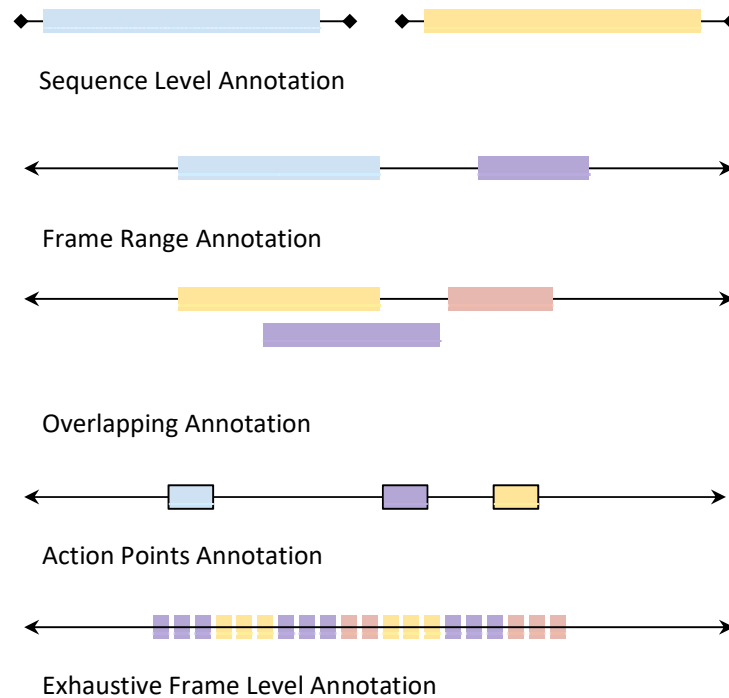 Sequence Level Annotation
Frame Range Annotation
Overlapping Annotation
Action Points Annotation
Exhaustive Frame Level Annotation